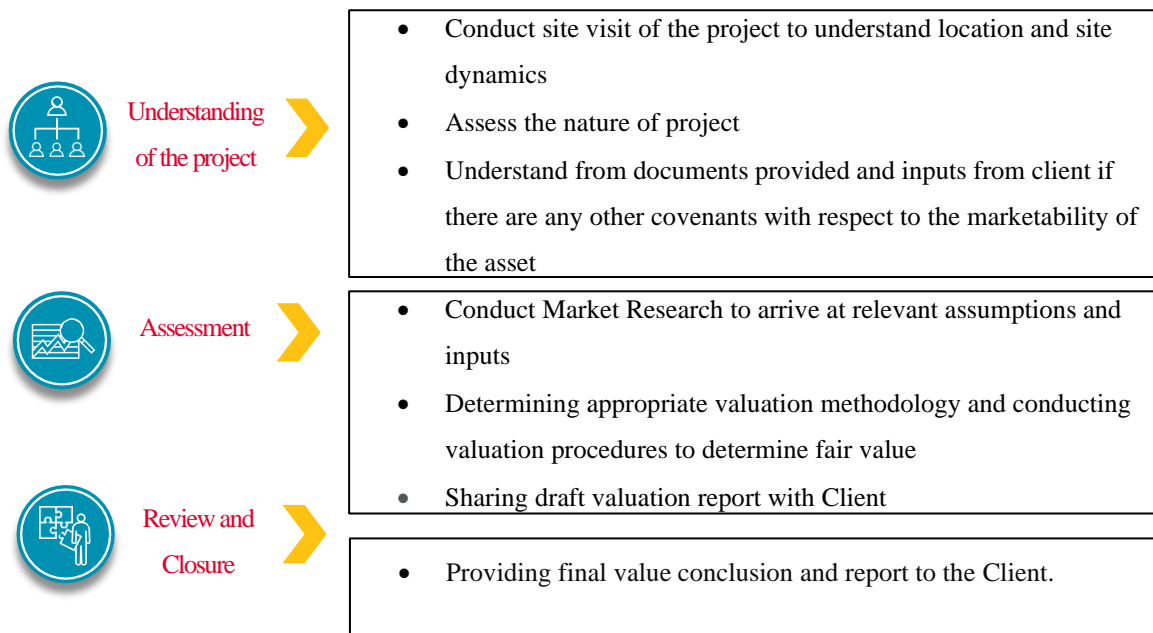 Understanding
of the project
• Conduct site visit of the project to understand location and site
dynamics
• Assess the nature of project
• Understand from documents provided and inputs from client if
there are any other covenants with respect to the marketability of
the asset
Assessment
• Conduct Market Research to arrive at relevant assumptions and
inputs
• Determining appropriate valuation methodology and conducting
valuation procedures to determine fair value
• Sharing draft valuation report with Client
Review and
Closure
• Providing final value conclusion and report to the Client.